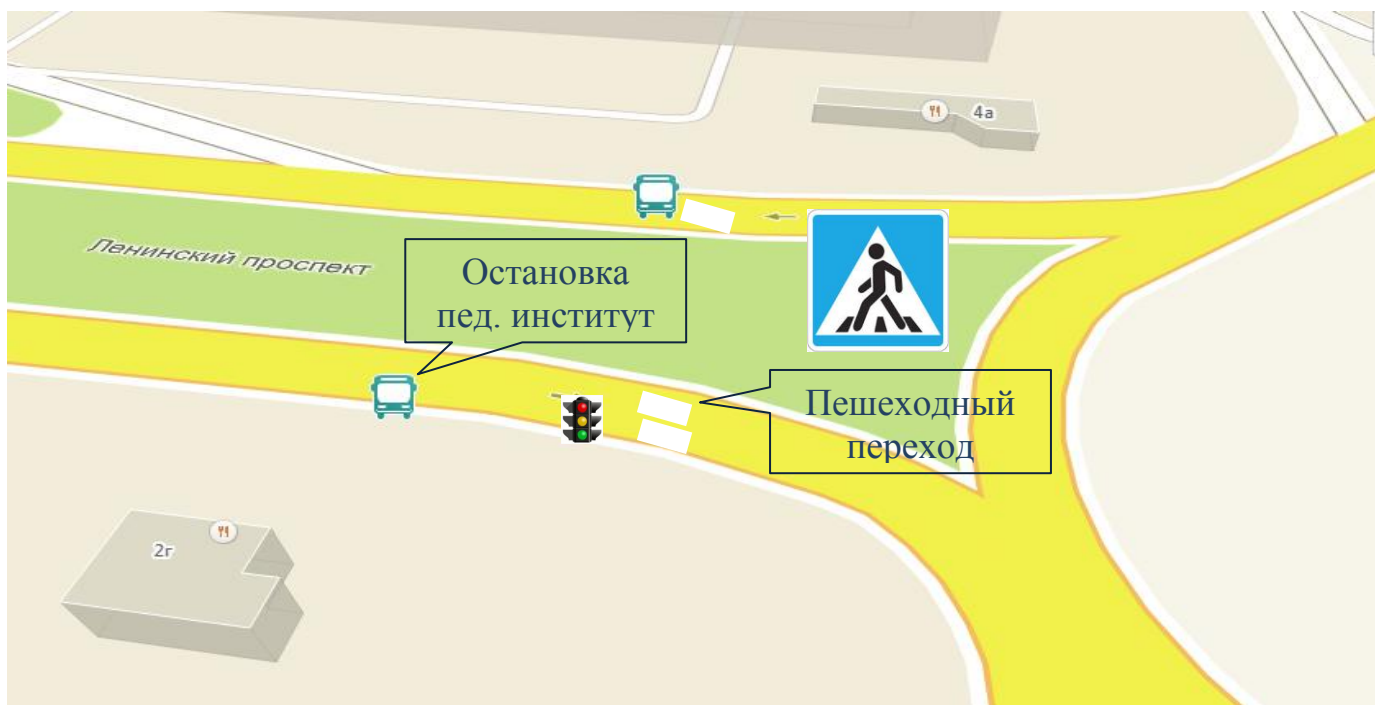 4а
Ленинский проспект
Остановка
пед. институт
Пешеходный
переход
2г